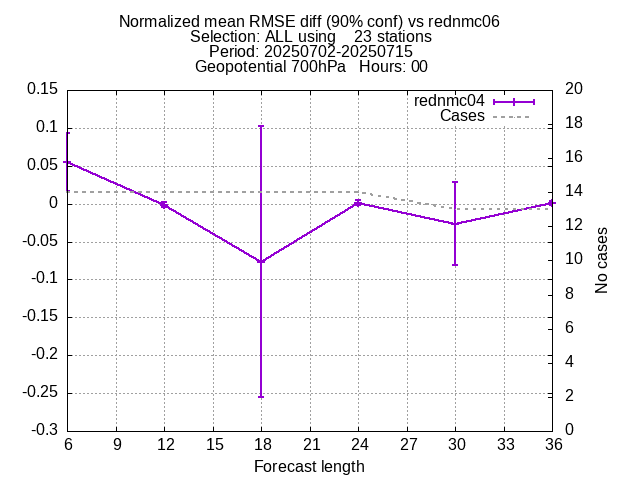 Normalized mean RMSE diff (90% conf) vs rednmc06
Selection: ALL using    23 stations
Period: 20250702-20250715
Geopotential 700hPa   Hours: 00
rednmc04
Cases
0.15
0.1
0.05
0
-0.05
-0.1
-0.15
-0.2
-0.25
-0.3
20
18
16
14
12
10
8
6
4
2
0
No cases
6 9 12 15 18 21 24 27 30 33 36
Forecast length